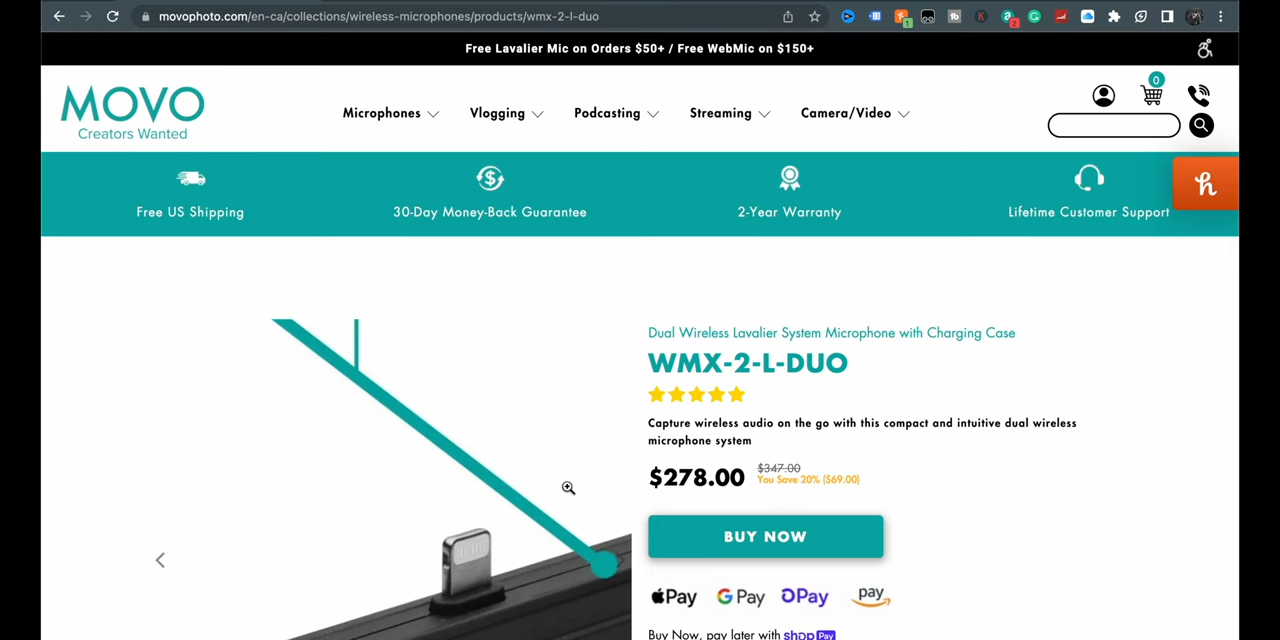 movophoto.com/en-ca/collections/wireless-microphones/products/wmx-2-l-duo
Free Lavalier Mic on Orders $50+ / Free WebMic on $150+
MOVO
Creators Wanted
Microphones
Vlogging
Podcasting
Streaming
Camera/Video
0
Free US Shipping
30-Day Money-Back Guarantee
2-Year Warranty
Lifetime Customer Support
h
Dual Wireless Lavalier System Microphone with Charging Case
WMX-2-L-DUO
Capture wireless audio on the go with this compact and intuitive dual wireless
microphone system
$278.00
$347.00
You Save 20% ($69.00)
BUY NOW
Pay
G Pay
Pay
pay
Buy Now, pay later with shop Pay